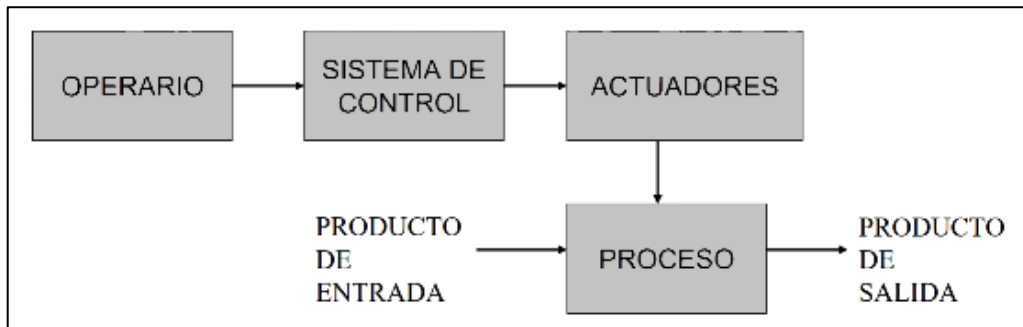 OPERARIO
SISTEMA DE
CONTROL
ACTUADORES
PRODUCTO
DE
ENTRADA
PROCESO
PRODUCTO
DE
SALIDA